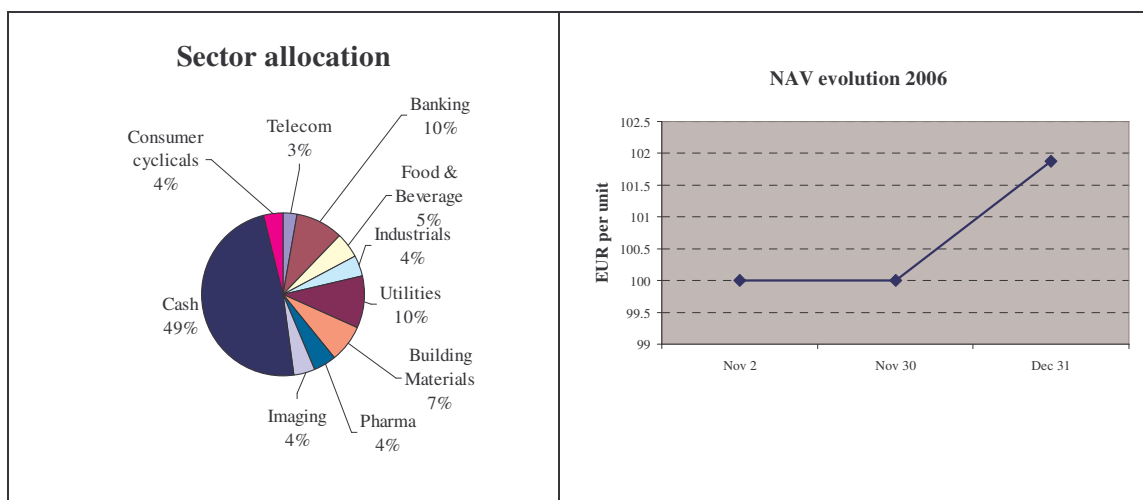 Sector allocation
Telecom
3%
Banking
10%
Food &
Beverage
5%
Industrials
4%
Utilities
10%
Building
Materials
7%
Pharma
4%
Imaging
4%
Cash
49%
Consumer
cyclicals
4%
NAV evolution 2006
EUR per unit
102.5
102
101.5
101
100.5
100
99.5
99
Nov 2
Nov 30
Dec 31